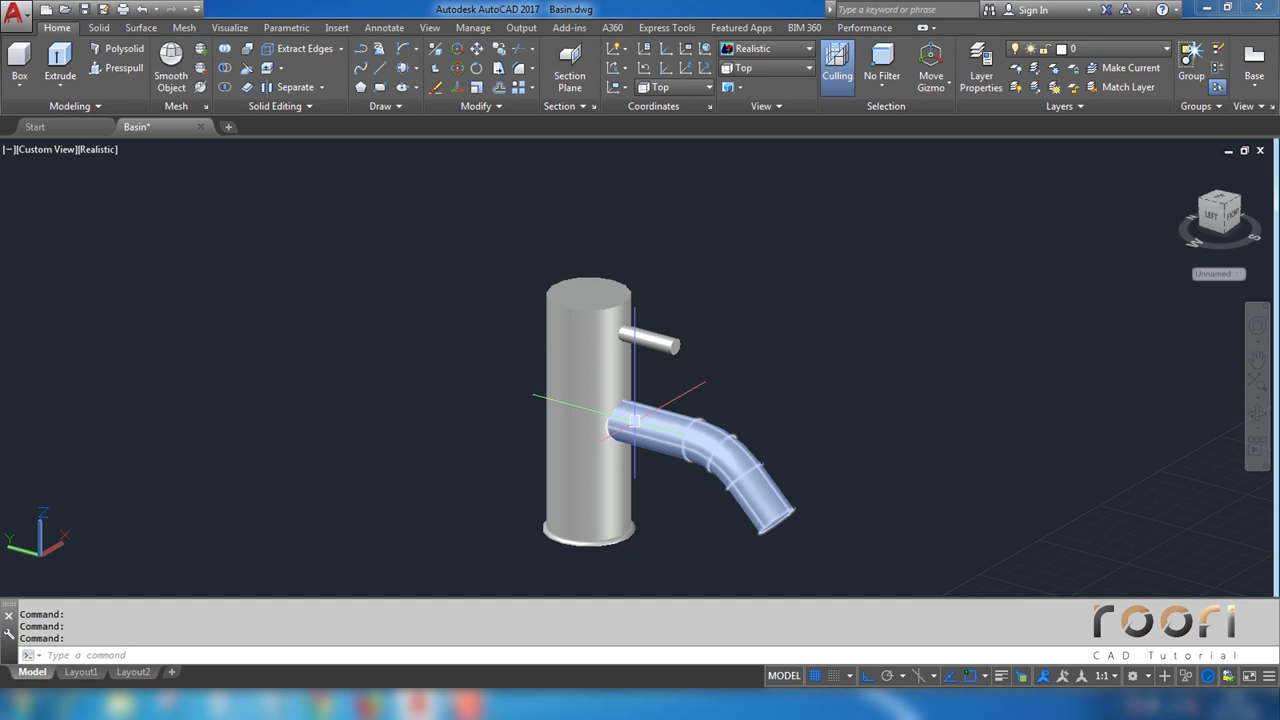 Autodesk AutoCAD 2017 Basin.dwg
Type a keyword or phrase
Sign In
Home Solid Surface Mesh Visualize Parametric Insert Annotate View Manage Output Add-ins A360 Express Tools Featured Apps BIM 360 Performance
Box
Extrude
Polysolid
Presspull
Smooth Object
Extract Edges
Separate
Section Plane
Realistic
Top
Top
Culling
No Filter
Move Gizmo
Layer Properties
0
Make Current
Match Layer
Group
Base
Modeling Mesh Solid Editing Draw Modify Section Coordinates View Selection Layers Groups View
Start Basin*
[−][Custom View][Realistic]
LEFT
FRONT
W
S
Unnamed
Z
Y
X
Command:
Command:
Command:
Type a command
roori
CAD Tutorial
Model Layout1 Layout2
MODEL
1:1